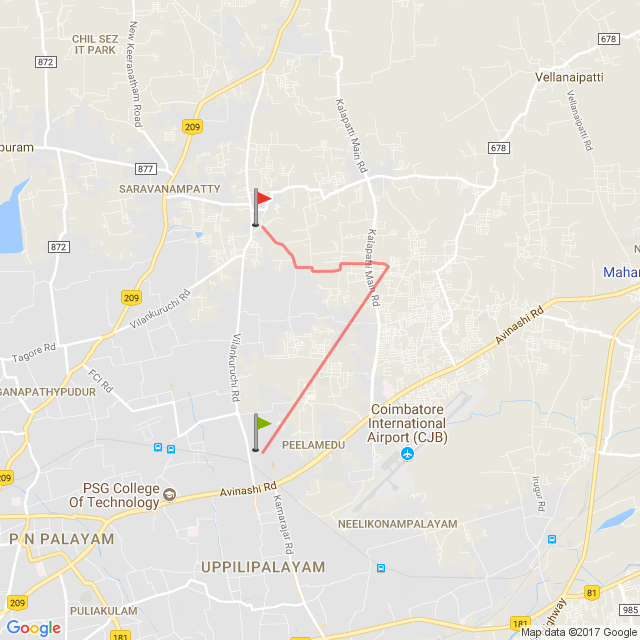 CHIL SEZ
IT PARK
New Keeranatham Road
678
872
Vellanaipatti
Kalapatti Main Rd
Vellanaipatti Rd
209
puram
678
877
SARAVANAMPATTY
872
Kalapatti Main Rd
Mahar
209
Vilankuruchi Rd
Avinashi Rd
Tagore Rd
Vilankuruchi Rd
FCI Rd
GANAPATHYPUDUR
Coimbatore
International
Airport (CJB)
PEELAMEDU
PSG College
Of Technology
Avinashi Rd
Irugur Rd
Kamarajar Rd
NEELIKONAMPALAYAM
P N PALAYAM
UPPILIPALAYAM
81
209
PULIAKULAM
985
181
181
ghway
Google
Map data ©2017 Google